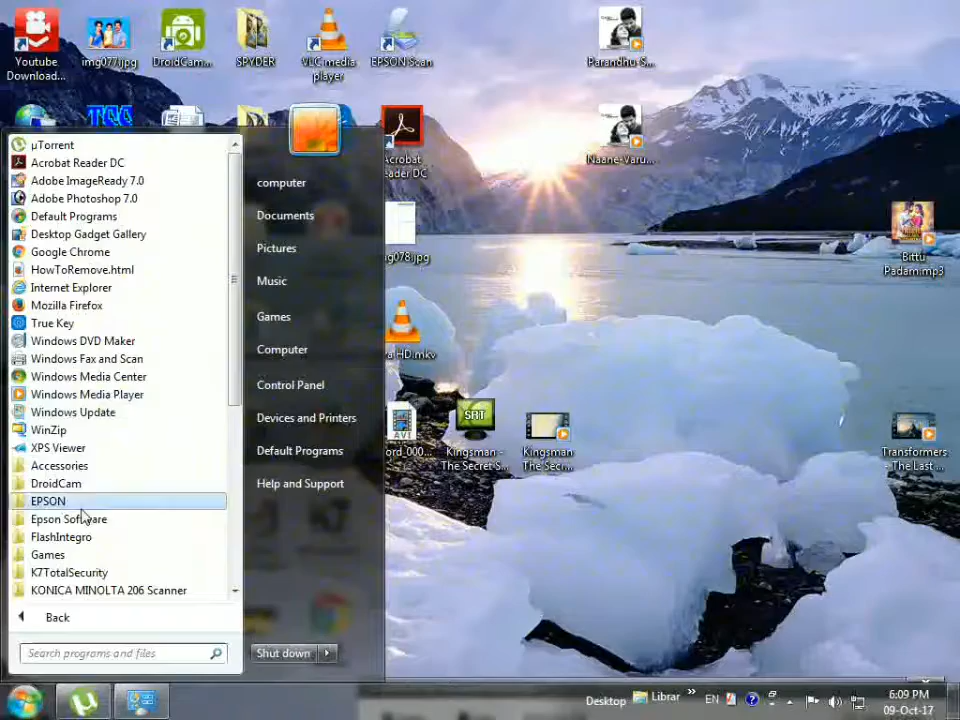 Youtube
Download...
img077.jpg
DroidCam...
SPYDER
VLC media
player
EPSON Scan
Parandhu-S...
Acrobat
eader DC
Naane-Varu...
g078.jpg
Bittu
Padam.mp3
a HD.mkv
SRT
AVI
ord_000...
Kingsman -
The Secret S...
Kingsman
The Sec...
Transformers
- The Last ...
µTorrent
Acrobat Reader DC
Adobe ImageReady 7.0
Adobe Photoshop 7.0
Default Programs
Desktop Gadget Gallery
Google Chrome
HowToRemove.html
Internet Explorer
Mozilla Firefox
True Key
Windows DVD Maker
Windows Fax and Scan
Windows Media Center
Windows Media Player
Windows Update
WinZip
XPS Viewer
Accessories
DroidCam
EPSON
Epson Software
FlashIntegro
Games
K7TotalSecurity
KONICA MINOLTA 206 Scanner
Back
Search programs and files
computer
Documents
Pictures
Music
Games
Computer
Control Panel
Devices and Printers
Default Programs
Help and Support
Shut down
Desktop
Librar
»
EN
6:09 PM
09-Oct-17